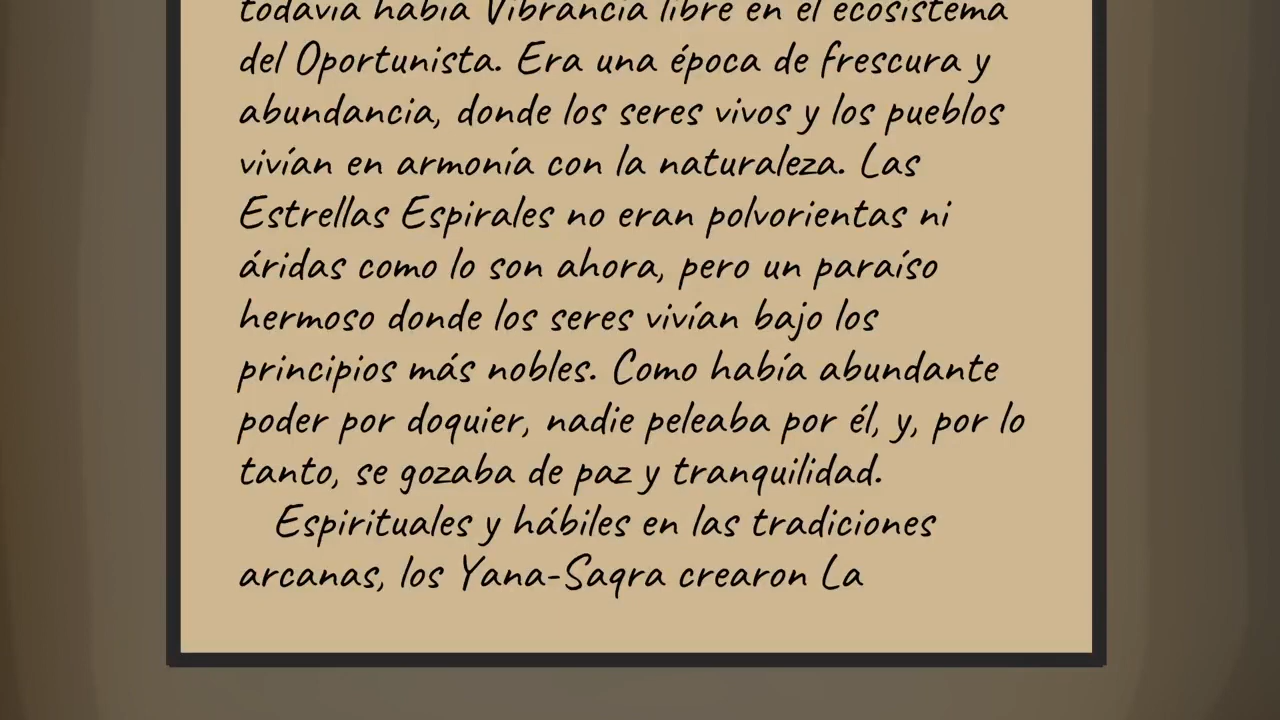 todavía había Vibrancia libre en el ecosistema
del Oportunista. Era una época de frescura y
abundancia, donde los seres vivos y los pueblos
vivían en armonía con la naturaleza. Las
Estrellas Espirales no eran polvorientas ni
áridas como lo son ahora, pero un paraíso
hermoso donde los seres vivían bajo los
principios más nobles. Como había abundante
poder por doquier, nadie peleaba por él, y, por lo
tanto, se gozaba de paz y tranquilidad.
Espirituales y hábiles en las tradiciones
arcanas, los Yana-Saqra crearon La